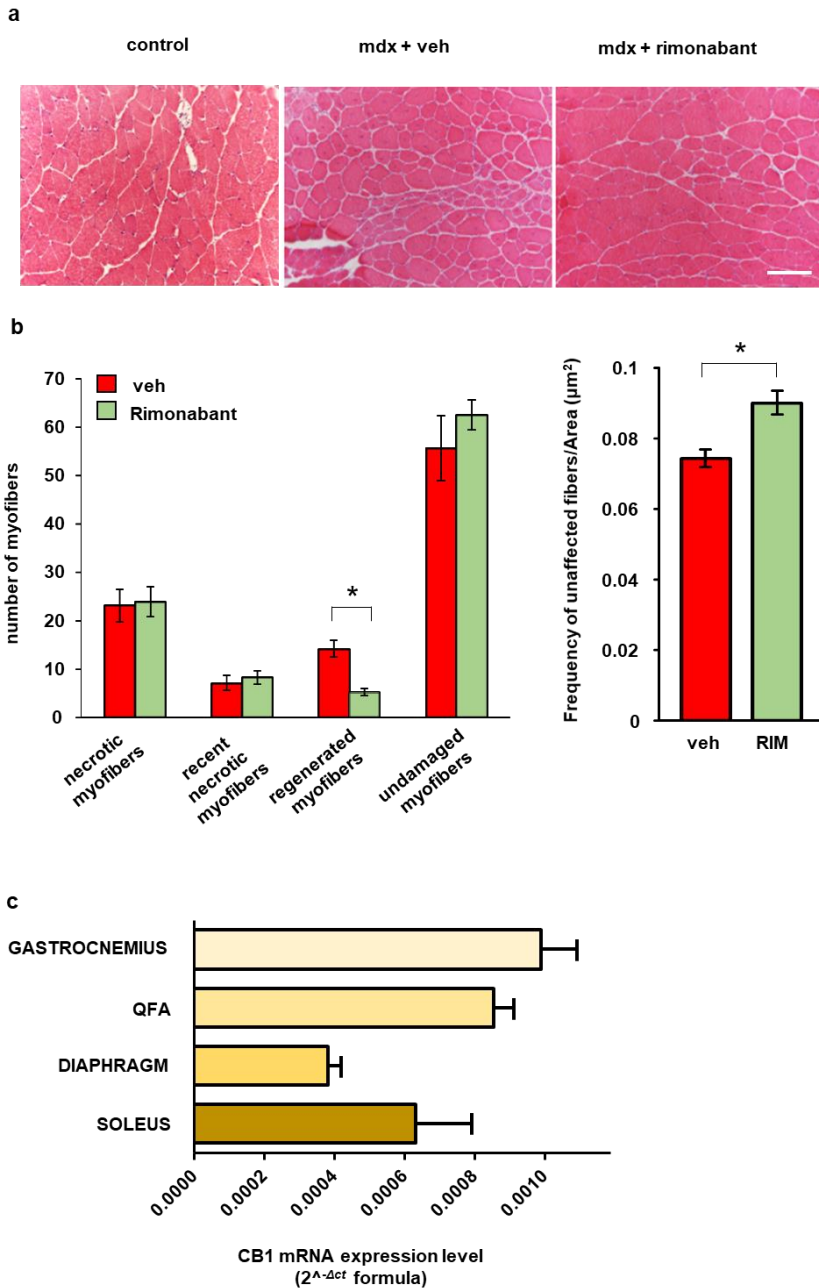 a
control
mdx + veh
mdx + rimonabant
b
veh
Rimonabant
number of myofibers
70
60
50
40
30
20
10
0
*
necrotic
myofibers
recent
necrotic
myofibers
regenerated
myofibers
undamaged
myofibers
Frequency of unaffected fibers/Area (µm²)
0.1
0.08
0.06
0.04
0.02
0
*
veh
RIM
c
GASTROCNEMIUS
QFA
DIAPHRAGM
SOLEUS
0.0000
0.0002
0.0004
0.0006
0.0008
0.0010
CB1 mRNA expression level
(2^-Δct formula)